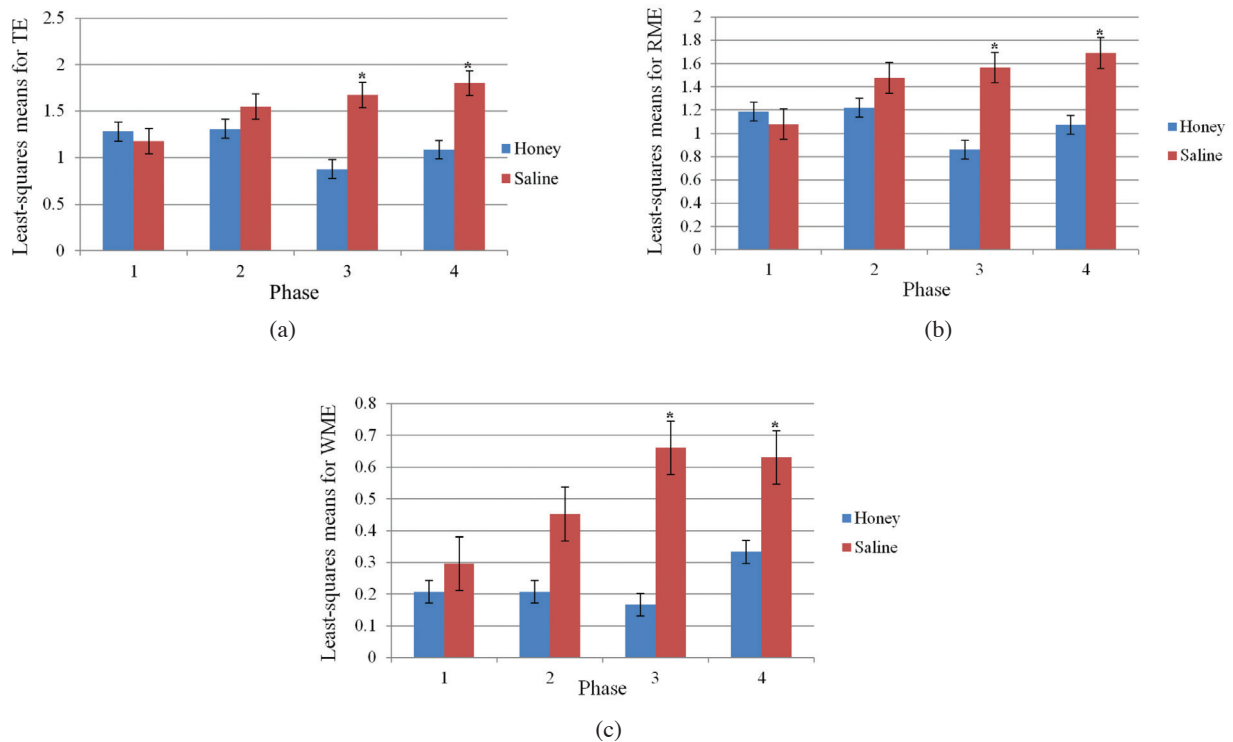 Least-squares means for TE
2.5
2
1.5
1
0.5
0
*
*
1 2 3 4
Phase
Honey
Saline
(a)
Least-squares means for RME
2
1.8
1.6
1.4
1.2
1
0.8
0.6
0.4
0.2
0
*
*
1 2 3 4
Phase
Honey
Saline
(b)
Least-squares means for WME
0.8
0.7
0.6
0.5
0.4
0.3
0.2
0.1
0
*
*
1 2 3 4
Phase
Honey
Saline
(c)